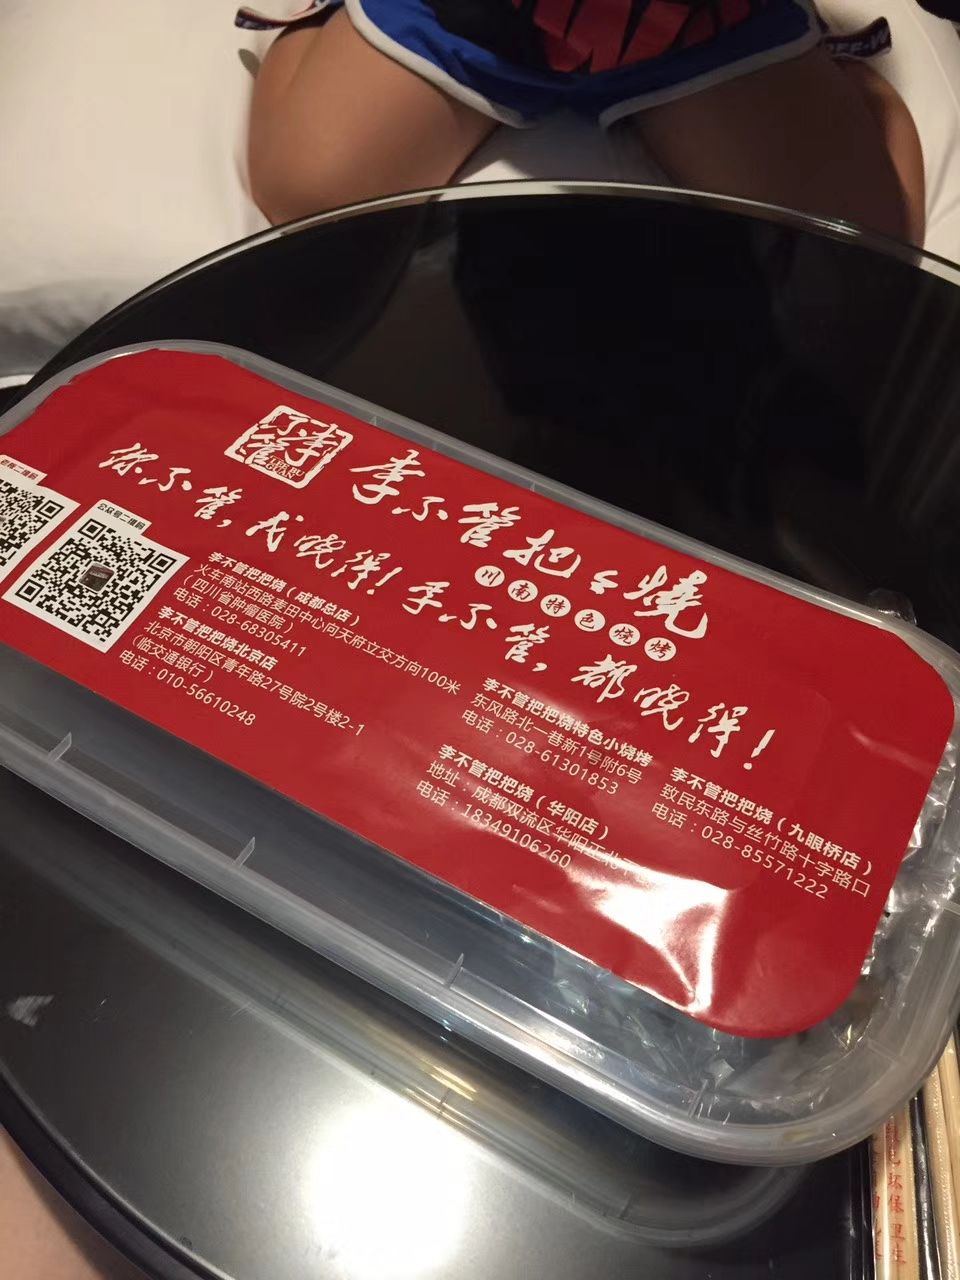 李不管
LI BU GUAN
李不管把把烧
川南特色烧烤
你不管,我晓得!李不管,都晓得!
公众号二维码
李不管把把烧(成都总店)
火车南站西路麦田中心问天府立交方向100米
(四川省肿瘤医院)
电话:028-68305411
李不管把把烧北京店
北京市朝阳区青年路27号院2号楼2-1
(临交通银行)
电话:010-56610248
李不管把把烧特色小烧烤
东风路北一巷新1号附6号
电话:028-61301853
李不管把把烧(华阳店)
地址:成都双流区华阳正北
电话:18349106260
李不管把把烧(九眼桥店)
致民东路与丝竹路十字路口
电话:028-85571222
环保
OFF-W